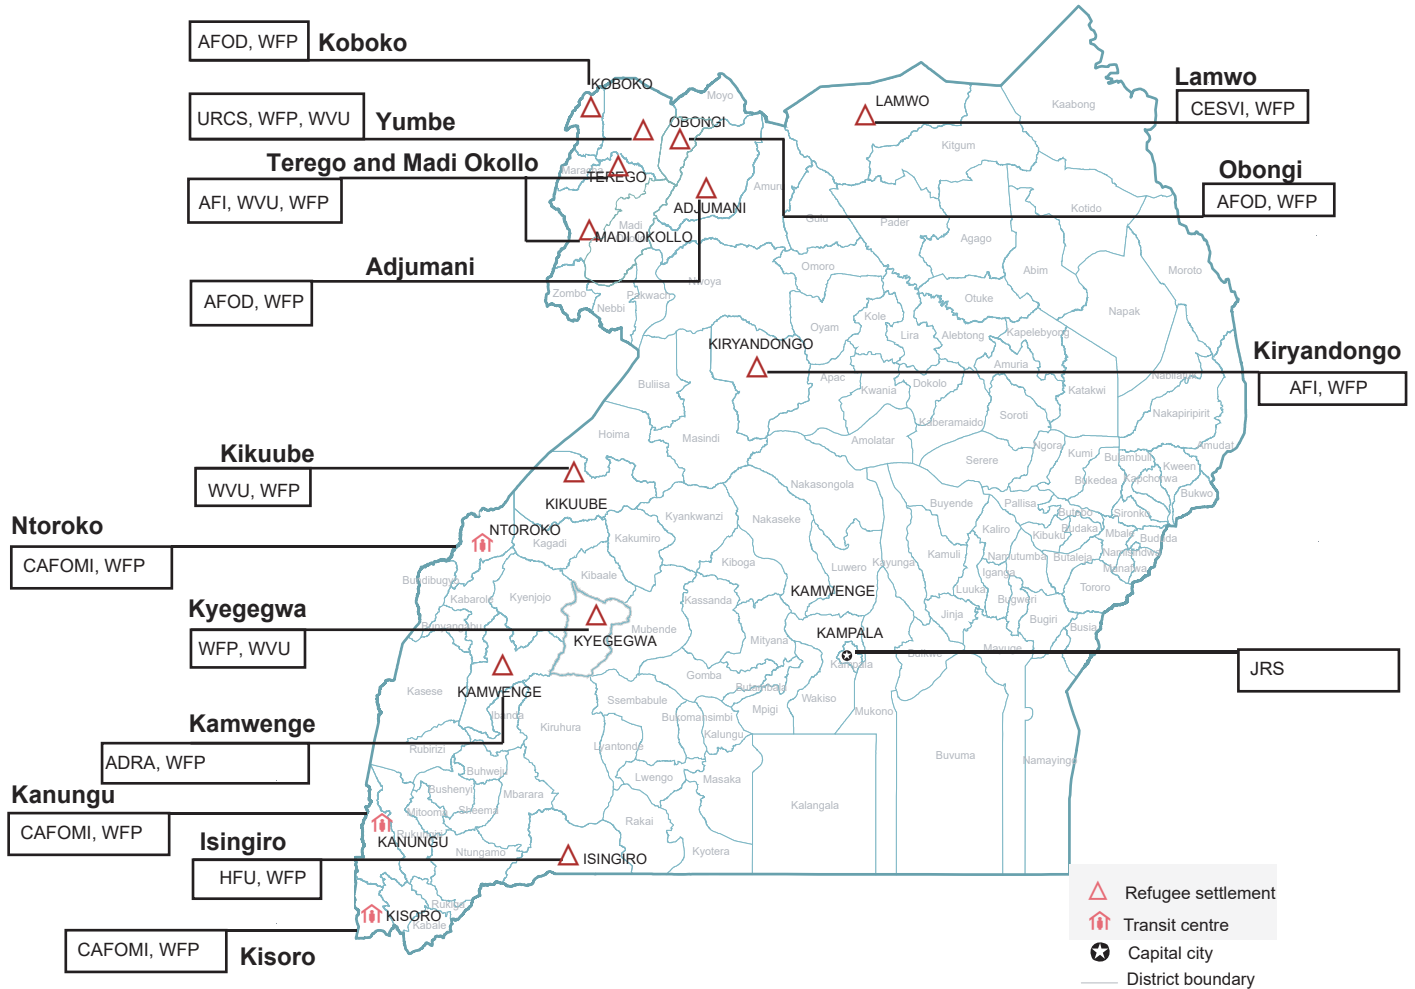 AFOD, WFP
Koboko
KOBOKO
Moyo
LAMWO
Lamwo
CESVI, WFP
Kaabong
URCS, WFP, WVU
Yumbe
OBONGI
Kitgum
Terego and Madi Okollo
TEREGO
AFI, WVU, WFP
ADJUMANI
Amuru
Gulu
Pader
Kotido
Obongi
AFOD, WFP
Madi
MADI OKOLLO
Agago
Adjumani
Omoro
Abim
Moroto
AFOD, WFP
Zombo
Pakwach
Nwoya
Nebbi
Otuke
Napak
Oyam
Kole
Lira
Alebtong
Kapelebyong
KIRYANDONGO
Kiryandongo
AFI, WFP
Buliisa
Apac
Kwania
Dokolo
Amuria
Katakwi
Nabilatuk
Nakapiripirit
Kaberamaido
Soroti
Hoima
Masindi
Amolatar
Ngora
Kumi
Amudat
Serere
Bulambuli
Kween
Kikuube
WVU, WFP
KIKUUBE
Nakasongola
Bukedea
Kapchorwa
Bukwo
Buyende
Pallisa
Butebo
Sironko
Ntoroko
CAFOMI, WFP
NTOROKO
Kagadi
Kakumiro
Kyankwanzi
Nakaseke
Kaliro
Kibuku
Budaka
Mbale
Bududa
Bundibugyo
Kibaale
Kiboga
Luwero
Kayunga
Kamuli
Namutumba
Butaleja
Namisindwa
Manafwa
Iganga
Kabarole
Kyenjojo
Kassanda
KAMWENGE
Luuka
Bugweri
Tororo
Kyegegwa
WFP, WVU
Bunyangabu
KYEGEGWA
Mubende
Mityana
KAMPALA
Kampala
Jinja
Bugiri
Busia
Buikwe
Mayuge
JRS
KAMWENGE
Kasese
Gomba
Butambala
Wakiso
Ssembabule
Mpigi
Mukono
Kamwenge
ADRA, WFP
Ibanda
Kiruhura
Bukomansimbi
Kalungu
Rubirizi
Lyantonde
Buvuma
Namayingo
Buhweju
Lwengo
Masaka
Bushenyi
Mbarara
Kanungu
CAFOMI, WFP
Mitooma
Sheema
Kalangala
Rukungiri
KANUNGU
Rakai
Isingiro
HFU, WFP
Ntungamo
ISINGIRO
Kyotera
Rukiga
KISORO
Kabale
CAFOMI, WFP
Kisoro
Refugee settlement
Transit centre
Capital city
District boundary